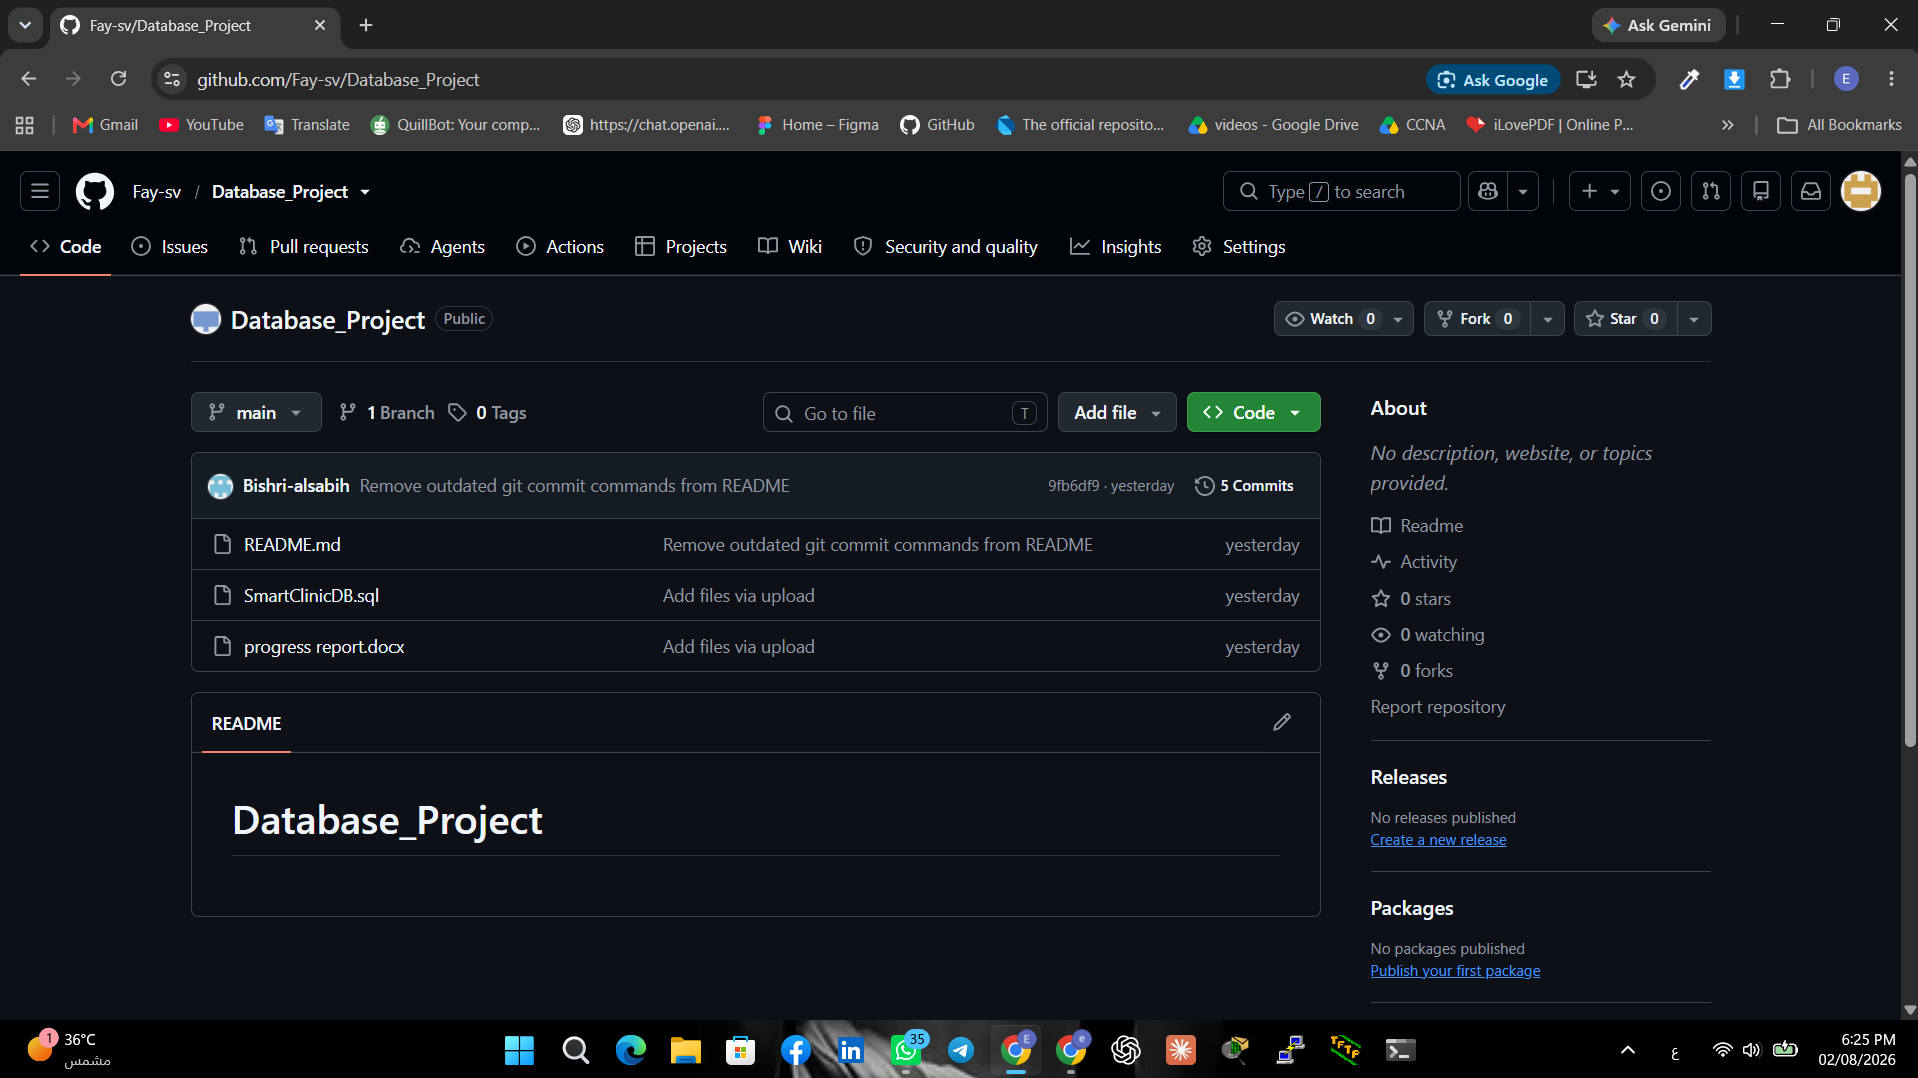 Fay-sv/Database_Project
Ask Gemini
github.com/Fay-sv/Database_Project
Ask Google
E
Gmail
YouTube
Translate
QuillBot: Your comp...
https://chat.openai....
Home – Figma
GitHub
The official reposito...
videos - Google Drive
CCNA
iLovePDF | Online P...
All Bookmarks
Fay-sv / Database_Project
Type / to search
Code
Issues
Pull requests
Agents
Actions
Projects
Wiki
Security and quality
Insights
Settings
Database_Project Public
Watch 0
Fork 0
Star 0
main
1 Branch
0 Tags
Go to file T
Add file
Code
Bishri-alsabih Remove outdated git commit commands from README 9fb6df9 · yesterday 5 Commits
README.md Remove outdated git commit commands from README yesterday
SmartClinicDB.sql Add files via upload yesterday
progress report.docx Add files via upload yesterday
README
Database_Project
About
No description, website, or topics
provided.
Readme
Activity
0 stars
0 watching
0 forks
Report repository
Releases
No releases published
Create a new release
Packages
No packages published
Publish your first package
1
36°C
مشمس
35
E
e
TFTP
ع
6:25 PM
02/08/2026